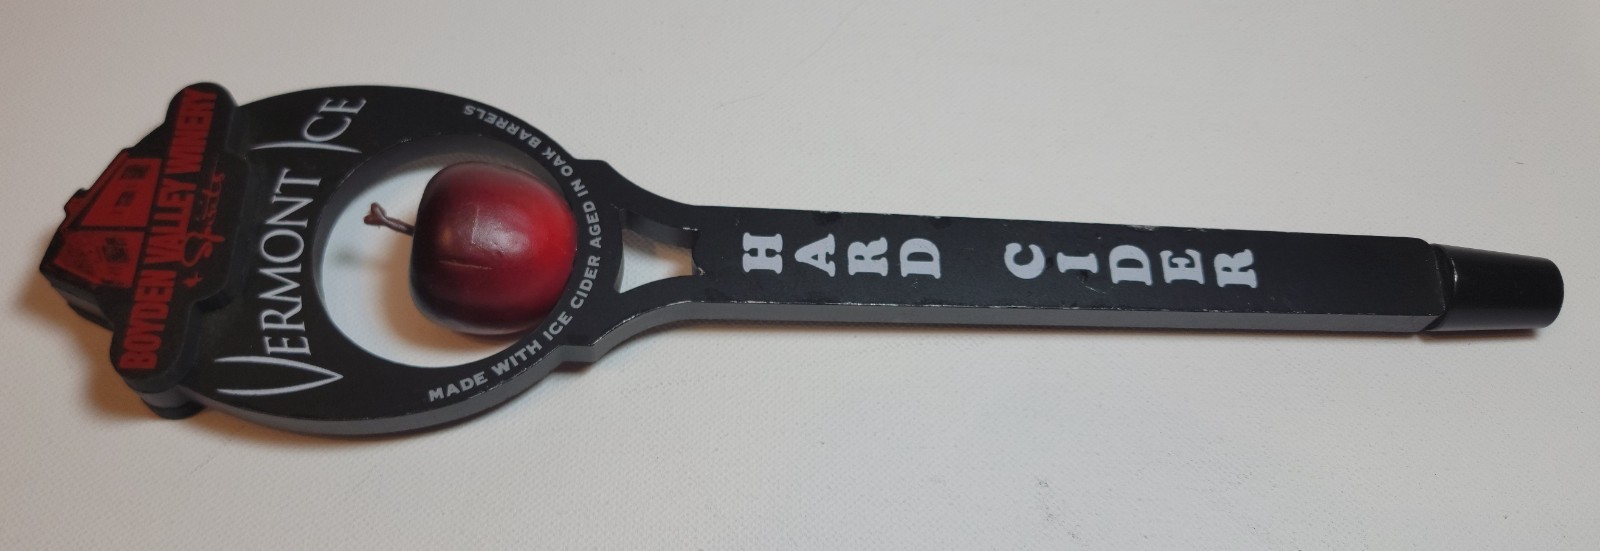 BOYDEN VALLEY WINERY
+ Spirits
VERMONT ICE
MADE WITH ICE CIDER AGED IN OAK BARRELS
HARD CIDER